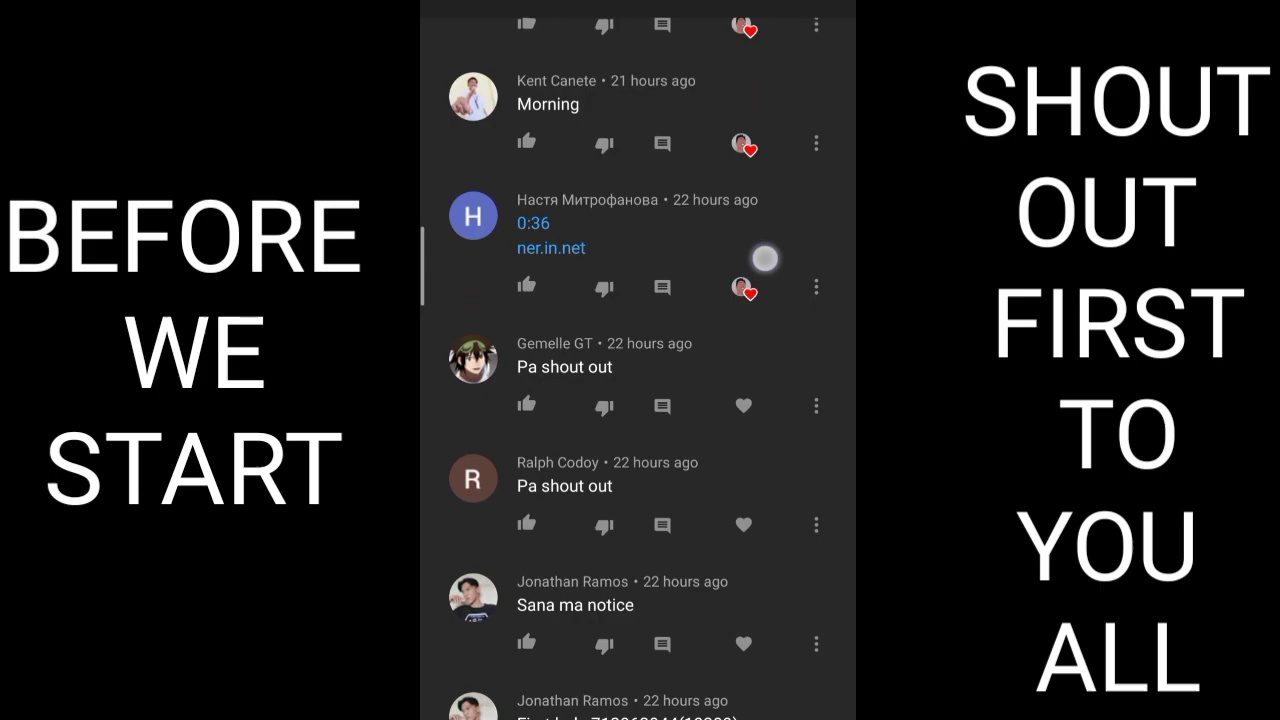 BEFORE
WE
START
Kent Canete • 21 hours ago
Morning
Настя Митрофанова • 22 hours ago
0:36
ner.in.net
H
Gemelle GT • 22 hours ago
Pa shout out
Ralph Codoy • 22 hours ago
R
Pa shout out
Jonathan Ramos • 22 hours ago
Sana ma notice
Jonathan Ramos • 22 hours ago
SHOUT
OUT
FIRST
TO
YOU
ALL